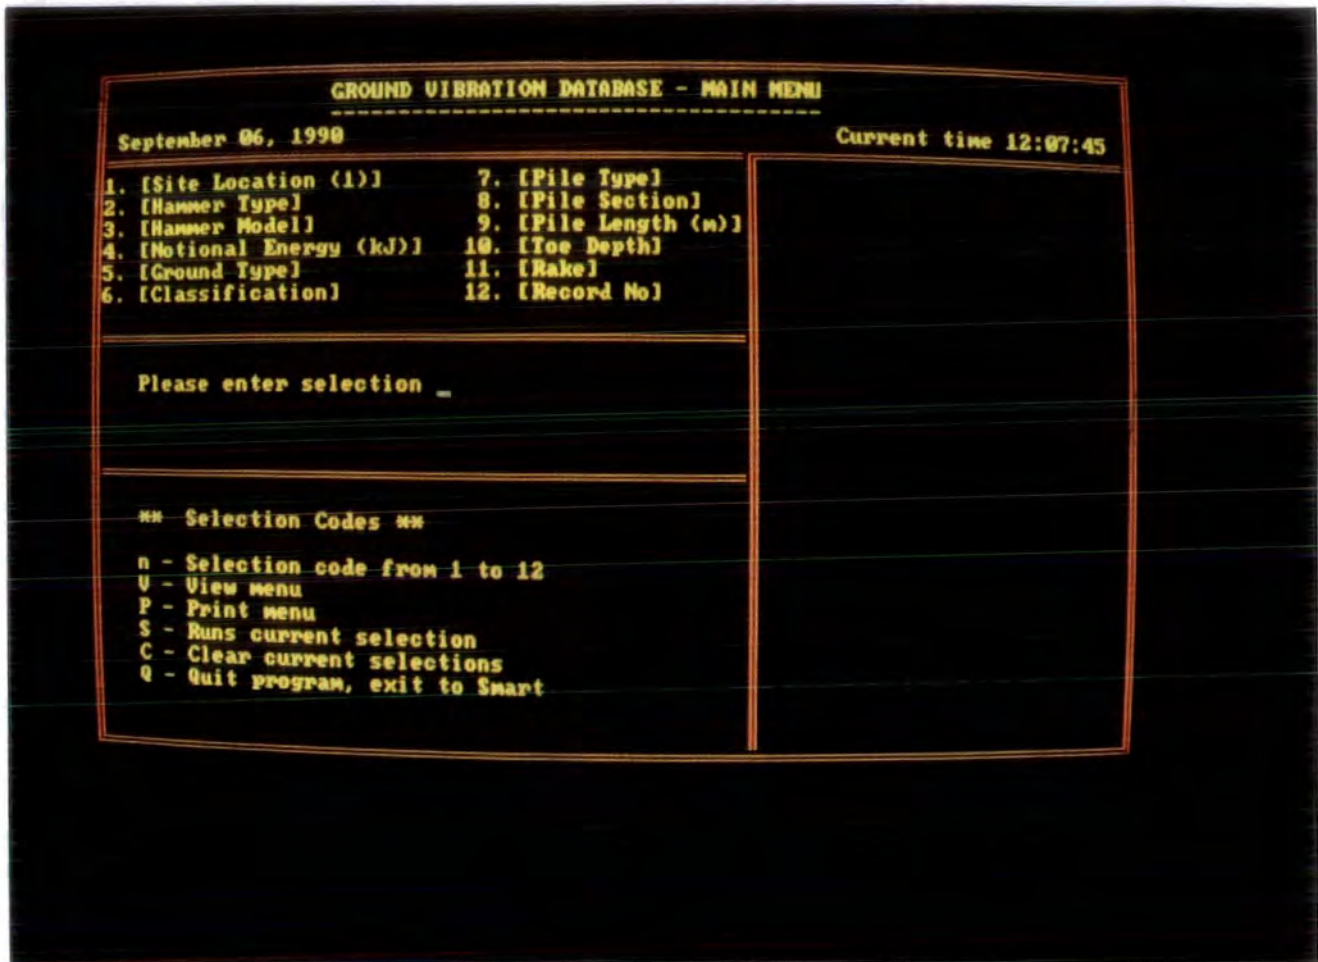 GROUND VIBRATION DATABASE - MAIN MENU
September 06, 1990
Current time 12:07:45
1. [Site Location (1)]
2. [Hammer Type]
3. [Hammer Model]
4. [Notional Energy (kJ)]
5. [Ground Type]
6. [Classification]
7. [Pile Type]
8. [Pile Section]
9. [Pile Length (m)]
10. [Toe Depth]
11. [Rake]
12. [Record No]
Please enter selection _
** Selection Codes **
n - Selection code from 1 to 12
V - View menu
P - Print menu
S - Runs current selection
C - Clear current selections
Q - Quit program, exit to Smart